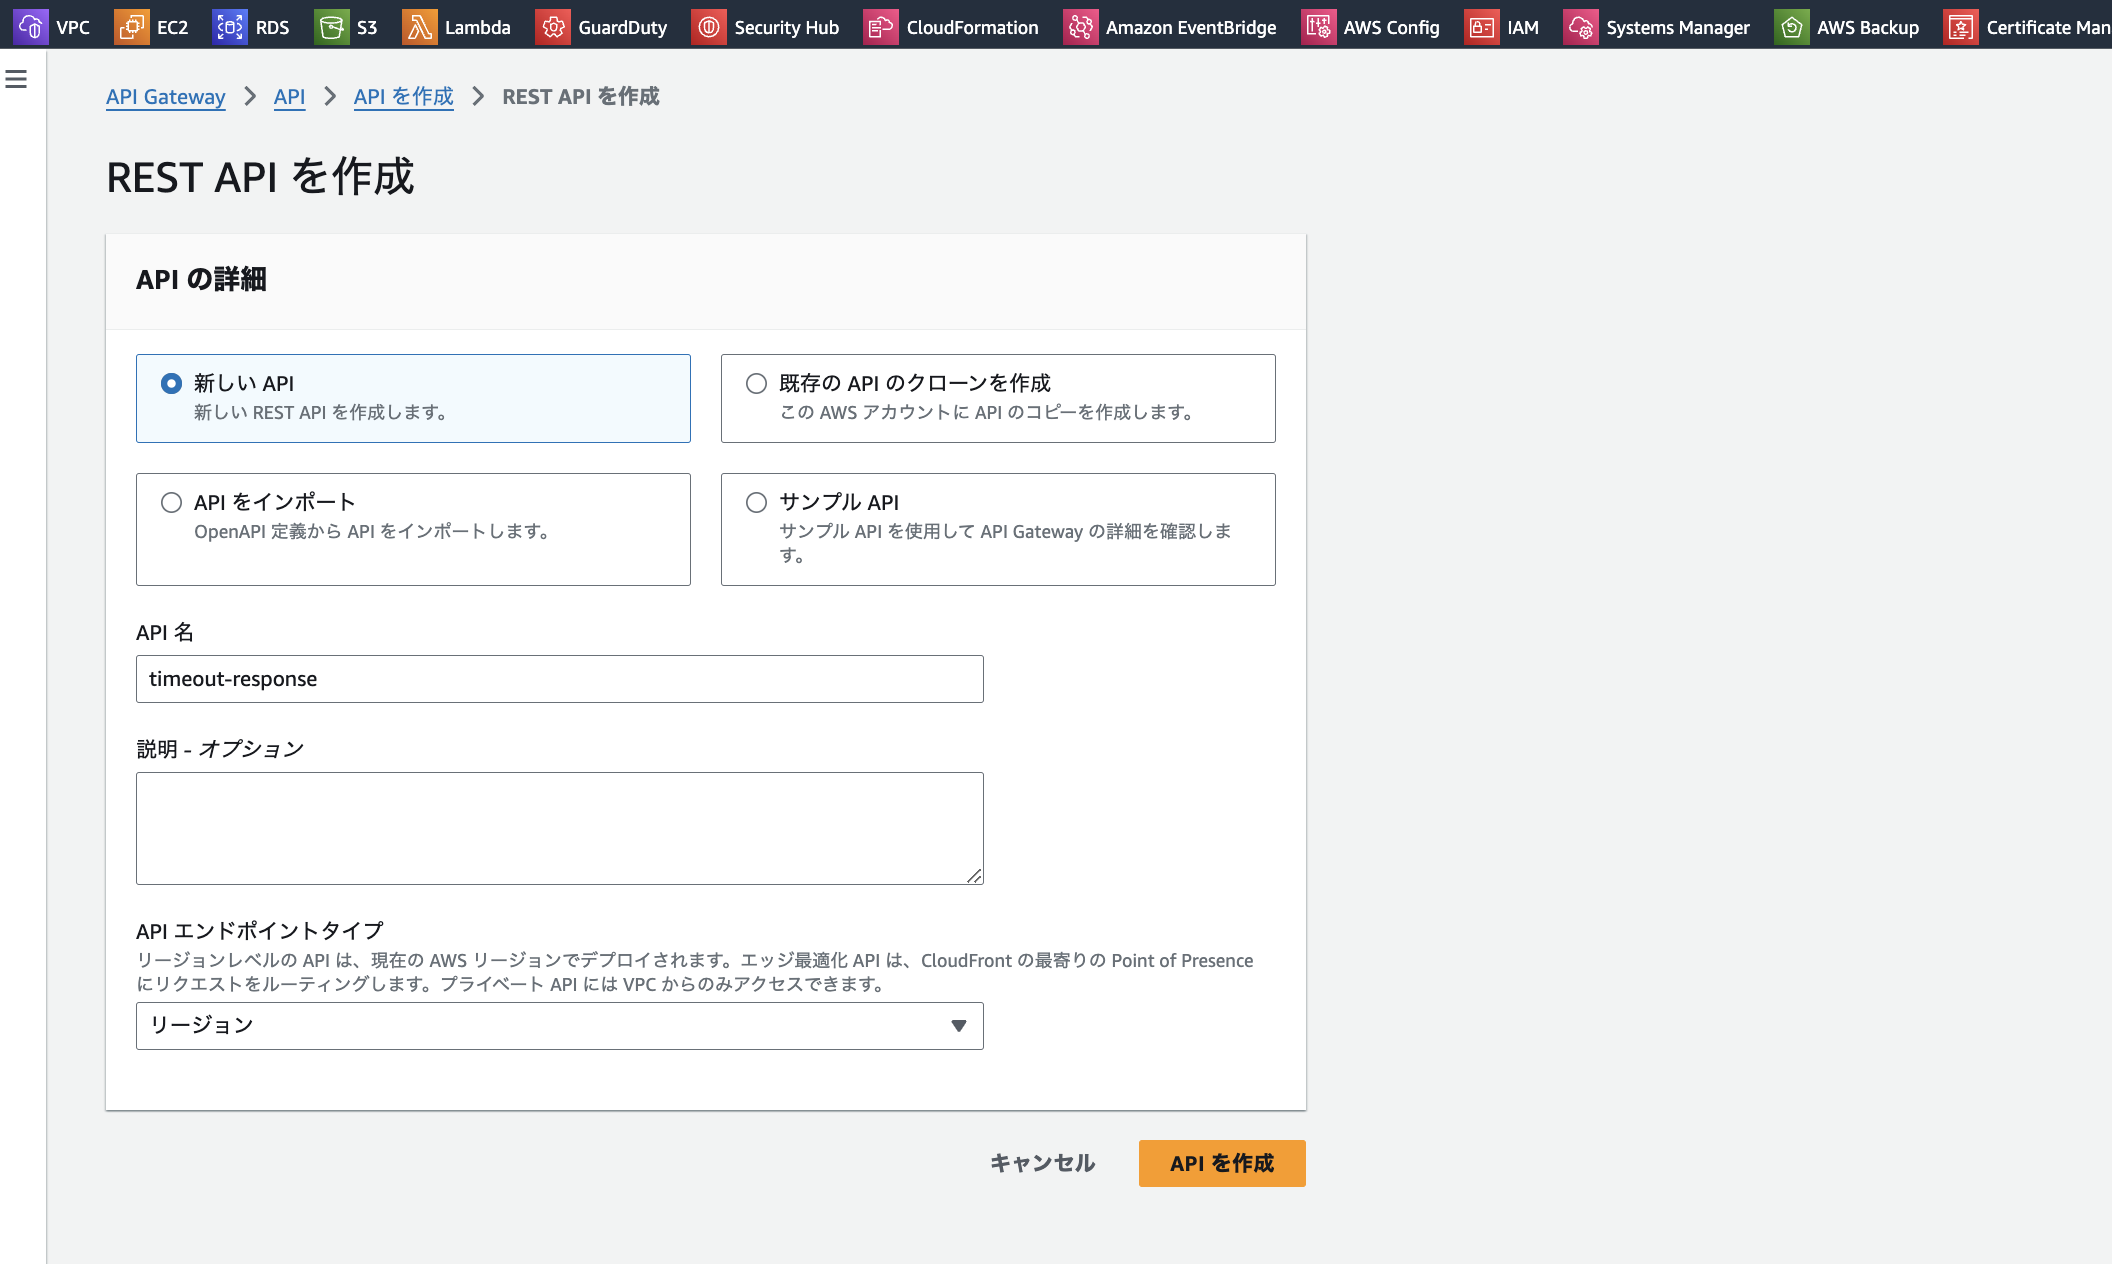 VPC EC2 RDS S3 Lambda GuardDuty Security Hub CloudFormation Amazon EventBridge AWS Config IAM Systems Manager AWS Backup Certificate Man
API Gateway > API > API を作成 > REST API を作成
REST API を作成
API の詳細
新しい API
新しい REST API を作成します。
既存の API のクローンを作成
この AWS アカウントに API のコピーを作成します。
API をインポート
OpenAPI 定義から API をインポートします。
サンプル API
サンプル API を使用して API Gateway の詳細を確認しま
す。
API 名
timeout-response
説明 - オプション
API エンドポイントタイプ
リージョンレベルの API は、現在の AWS リージョンでデプロイされます。エッジ最適化 API は、CloudFront の最寄りの Point of Presence
にリクエストをルーティングします。プライベート API には VPC からのみアクセスできます。
リージョン
キャンセル
API を作成